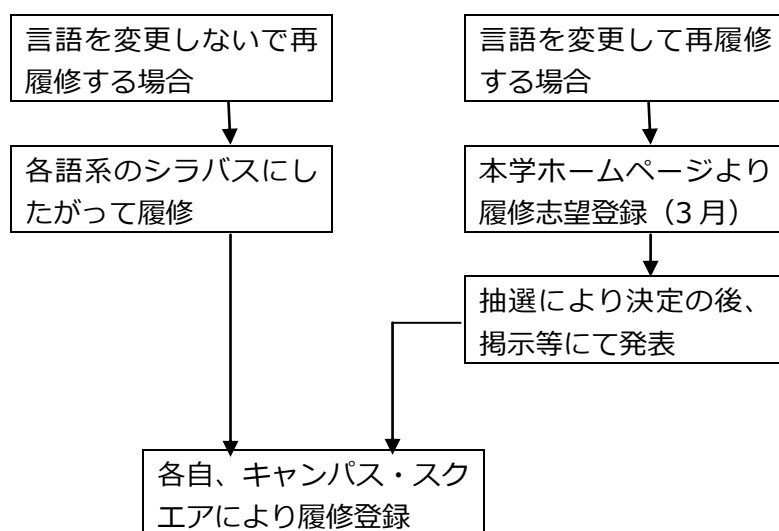 言語を変更しないで再
履修する場合
各語系のシラバスにし
たがって履修
言語を変更して再履修
する場合
本学ホームページより
履修志望登録（3月）
抽選により決定の後、
掲示等にて発表
各自、キャンパス・スク
エアにより履修登録